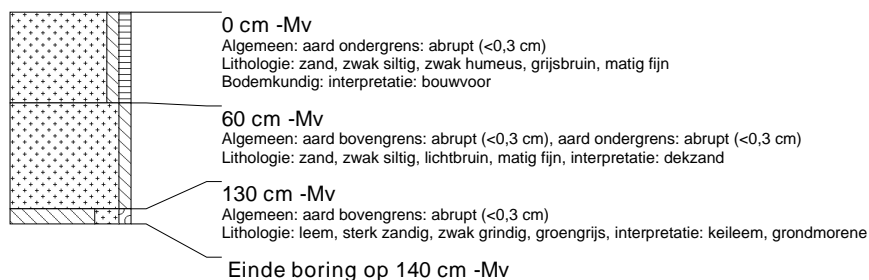 0 cm -Mv
Algemeen: aard ondergrens: abrupt (<0,3 cm)
Lithologie: zand, zwak siltig, zwak humeus, grijsbruin, matig fijn
Bodemkundig: interpretatie: bouwvoor
60 cm -Mv
Algemeen: aard bovengrens: abrupt (<0,3 cm), aard ondergrens: abrupt (<0,3 cm)
Lithologie: zand, zwak siltig, lichtbruin, matig fijn, interpretatie: dekzand
130 cm -Mv
Algemeen: aard bovengrens: abrupt (<0,3 cm)
Lithologie: leem, sterk zandig, zwak grindig, groengrijs, interpretatie: keileem, grondmorene
Einde boring op 140 cm -Mv